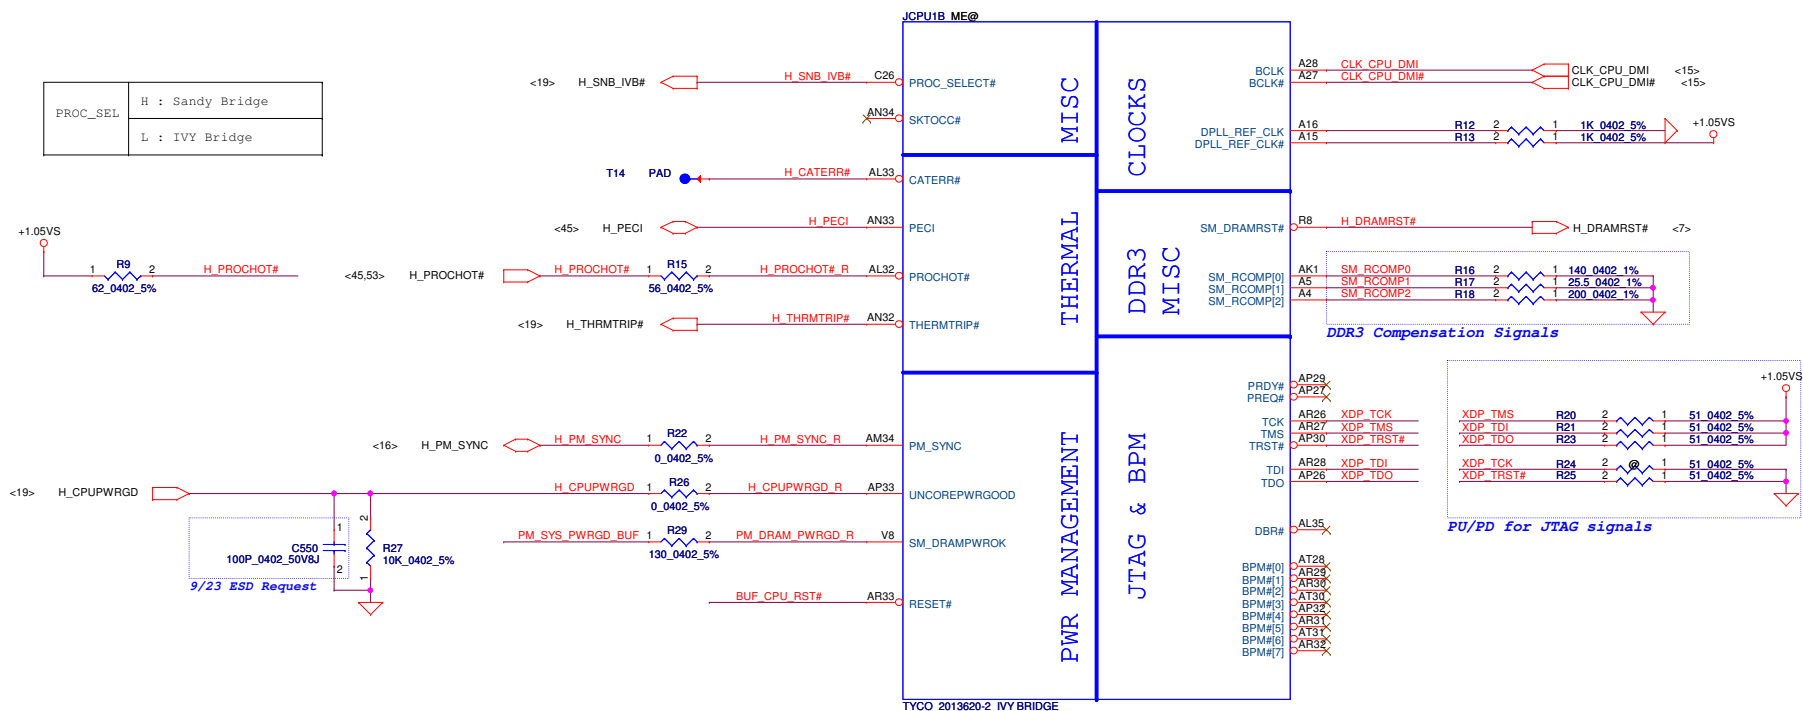 JCPU1B ME@
PROC_SEL
H : Sandy Bridge
L : IVY Bridge
<19> H_SNB_IVB# H_SNB_IVB# C26 PROC_SELECT#
AN34 SKTOCC#
MISC
T14 PAD H_CATERR# AL33 CATERR#
<45> H_PECI H_PECI AN33 PECI
+1.05VS
1 R9 2 H_PROCHOT#
62_0402_5%
<45,53> H_PROCHOT# H_PROCHOT# 1 R15 2 H_PROCHOT#_R AL32 PROCHOT#
56_0402_5%
<19> H_THRMTRIP# H_THRMTRIP# AN32 THERMTRIP#
THERMAL
<16> H_PM_SYNC H_PM_SYNC 1 R22 2 H_PM_SYNC_R AM34 PM_SYNC
0_0402_5%
<19> H_CPUPWRGD H_CPUPWRGD 1 R26 2 H_CPUPWRGD_R AP33 UNCOREPWRGOOD
0_0402_5%
PM_SYS_PWRGD_BUF 1 R29 2 PM_DRAM_PWRGD_R V8 SM_DRAMPWROK
130_0402_5%
1
C550
100P_0402_50V8J
2
2
R27
10K_0402_5%
1
9/23 ESD Request
BUF_CPU_RST# AR33 RESET#
PWR MANAGEMENT
CLOCKS
BCLK A28 CLK_CPU_DMI CLK_CPU_DMI <15>
BCLK# A27 CLK_CPU_DMI# CLK_CPU_DMI# <15>
DPLL_REF_CLK A16 R12 2 1 1K_0402_5%
DPLL_REF_CLK# A15 R13 2 1 1K_0402_5%
+1.05VS
DDR3
MISC
SM_DRAMRST# R8 H_DRAMRST# H_DRAMRST# <7>
SM_RCOMP[0] AK1 SM_RCOMP0 R16 2 1 140_0402_1%
SM_RCOMP[1] A5 SM_RCOMP1 R17 2 1 25.5_0402_1%
SM_RCOMP[2] A4 SM_RCOMP2 R18 2 1 200_0402_1%
DDR3 Compensation Signals
JTAG & BPM
PRDY# AP29
PREQ# AP27
TCK AR26 XDP_TCK
TMS AR27 XDP_TMS
TRST# AP30 XDP_TRST#
TDI AR28 XDP_TDI
TDO AP26 XDP_TDO
DBR# AL35
BPM#[0] AT28
BPM#[1] AR29
BPM#[2] AR30
BPM#[3] AT30
BPM#[4] AP32
BPM#[5] AR31
BPM#[6] AT31
BPM#[7] AR32
+1.05VS
XDP_TMS R20 2 1 51_0402_5%
XDP_TDI R21 2 1 51_0402_5%
XDP_TDO R23 2 1 51_0402_5%
XDP_TCK R24 2 @ 1 51_0402_5%
XDP_TRST# R25 2 1 51_0402_5%
PU/PD for JTAG signals
TYCO_2013620-2_IVY BRIDGE